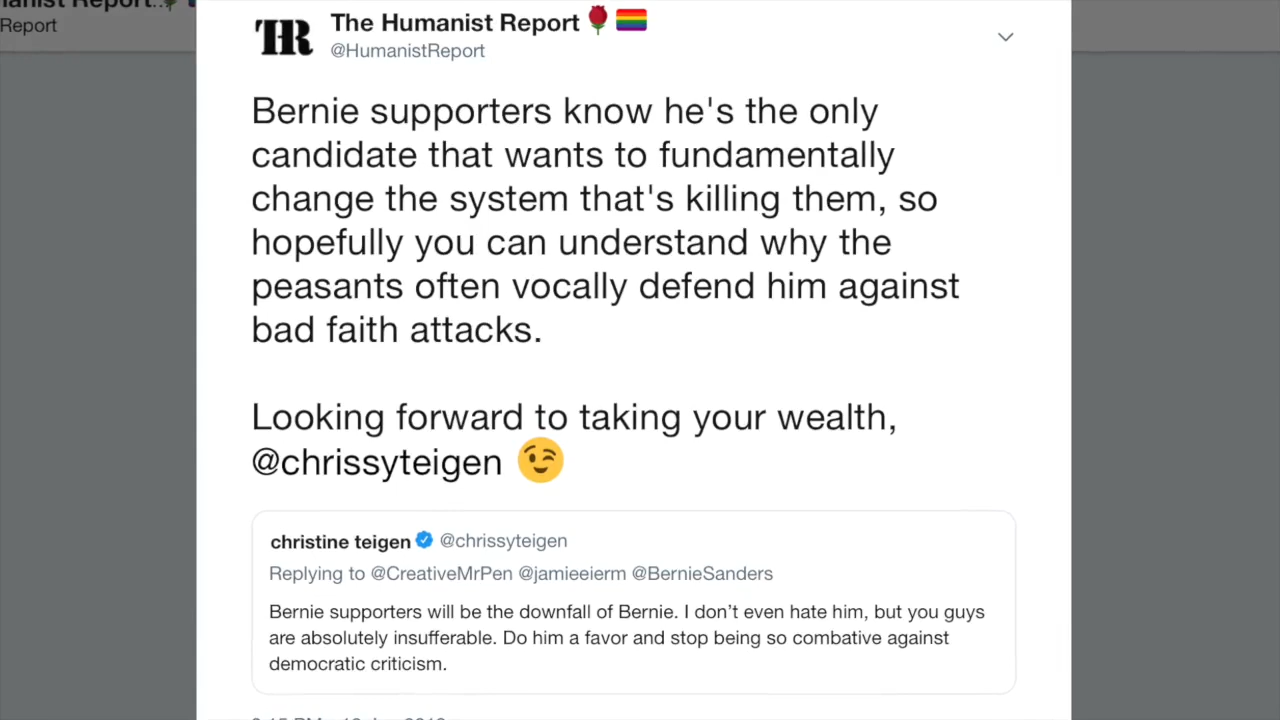 Report
The Humanist Report🌹🏳️‍🌈
@HumanistReport
Bernie supporters know he's the only
candidate that wants to fundamentally
change the system that's killing them, so
hopefully you can understand why the
peasants often vocally defend him against
bad faith attacks.
Looking forward to taking your wealth,
@chrissyteigen 😉
christine teigen @chrissyteigen
Replying to @CreativeMrPen @jamieeierm @BernieSanders
Bernie supporters will be the downfall of Bernie. I don’t even hate him, but you guys
are absolutely insufferable. Do him a favor and stop being so combative against
democratic criticism.